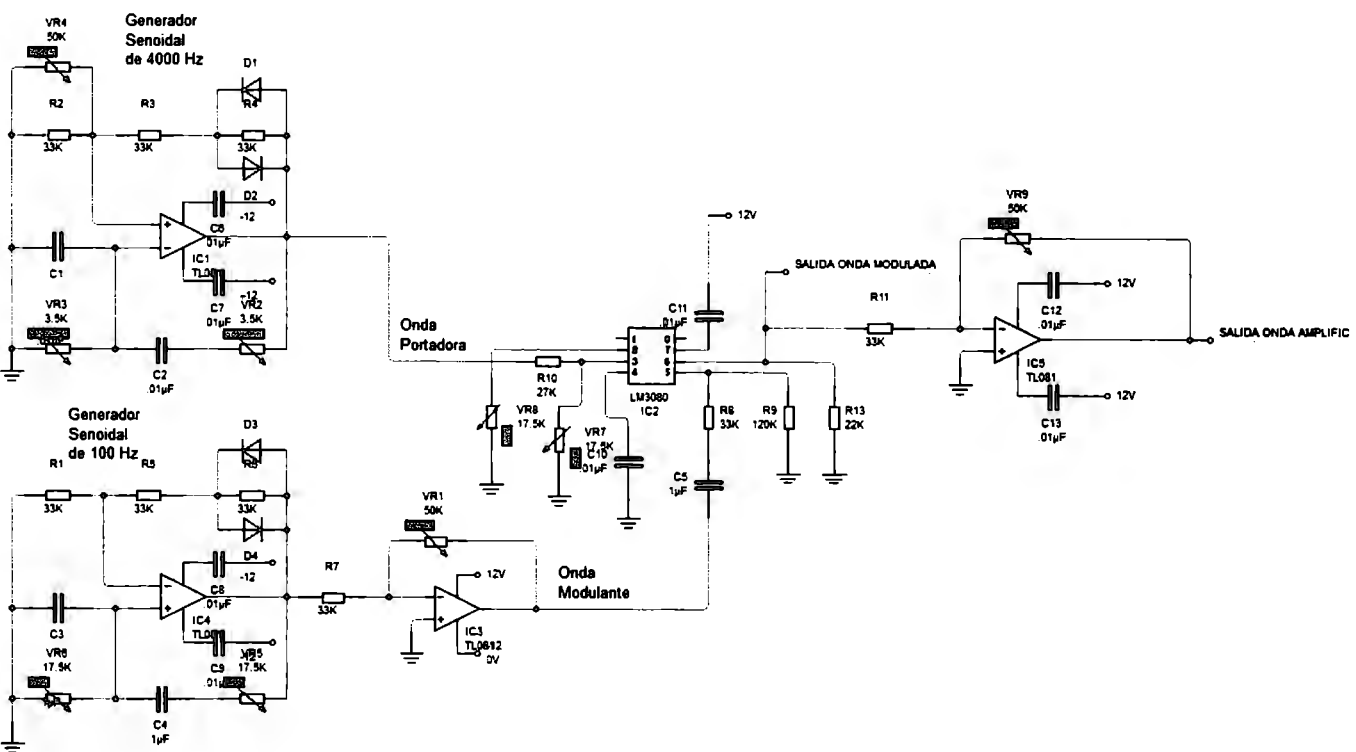 VR4
50K
Generador
Senoidal
de 4000 Hz
D1
R2
R3
R4
33K
33K
33K
D2
-12
C6
.01µF
IC1
C1
C7
.01µF
-12
VR3
3.5K
VR2
3.5K
C2
.01µF
Generador
Senoidal
de 100 Hz
D3
R1
R5
33K
33K
33K
D4
-12
C8
.01µF
IC4
C3
C9
VR6
17.5K
17.5K
C4
1µF
R7
33K
VR1
50K
12V
IC3
Onda
Modulante
Onda
Portadora
R10
27K
VR8
17.5K
VR7
17.5K
C10
.01µF
1
2
3
4
8
7
6
5
LM3080
IC2
C11
.01µF
12V
SALIDA ONDA MODULADA
33K
R9
120K
R13
22K
C5
1µF
R11
33K
VR9
50K
C12
.01µF
12V
IC5
TL081
C13
.01µF
12V
SALIDA ONDA AMPLIFIC